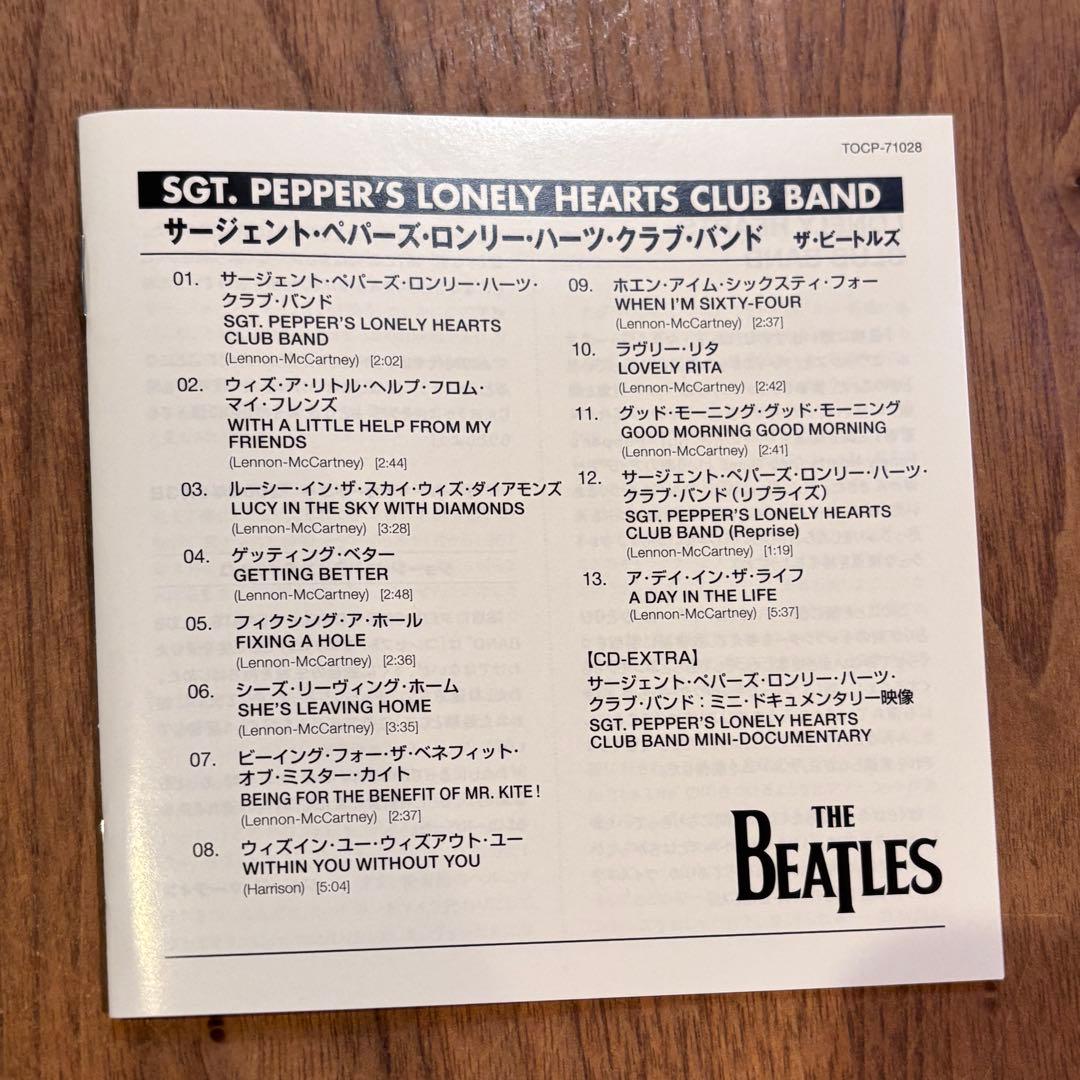 TOCP-71028
SGT. PEPPER'S LONELY HEARTS CLUB BAND
サージェント・ペパーズ・ロンリー・ハーツ・クラブ・バンド ザ・ビートルズ
01. サージェント・ペパーズ・ロンリー・ハーツ・
クラブ・バンド
SGT. PEPPER'S LONELY HEARTS
CLUB BAND
(Lennon-McCartney) [2:02]
02. ウィズ・ア・リトル・ヘルプ・フロム・
マイ・フレンズ
WITH A LITTLE HELP FROM MY
FRIENDS
(Lennon-McCartney) [2:44]
03. ルーシー・イン・ザ・スカイ・ウィズ・ダイアモンズ
LUCY IN THE SKY WITH DIAMONDS
(Lennon-McCartney) [3:28]
04. ゲッティング・ベター
GETTING BETTER
(Lennon-McCartney) [2:48]
05. フィクシング・ア・ホール
FIXING A HOLE
(Lennon-McCartney) [2:36]
06. シーズ・リーヴィング・ホーム
SHE'S LEAVING HOME
(Lennon-McCartney) [3:35]
07. ビーイング・フォー・ザ・ベネフィット・
オブ・ミスター・カイト
BEING FOR THE BENEFIT OF MR. KITE!
(Lennon-McCartney) [2:37]
08. ウィズイン・ユー・ウィズアウト・ユー
WITHIN YOU WITHOUT YOU
(Harrison) [5:04]
09. ホエン・アイム・シックスティ・フォー
WHEN I'M SIXTY-FOUR
(Lennon-McCartney) [2:37]
10. ラヴリー・リタ
LOVELY RITA
(Lennon-McCartney) [2:42]
11. グッド・モーニング・グッド・モーニング
GOOD MORNING GOOD MORNING
(Lennon-McCartney) [2:41]
12. サージェント・ペパーズ・ロンリー・ハーツ・
クラブ・バンド(リプライズ)
SGT. PEPPER'S LONELY HEARTS
CLUB BAND (Reprise)
(Lennon-McCartney) [1:19]
13. ア・デイ・イン・ザ・ライフ
A DAY IN THE LIFE
(Lennon-McCartney) [5:37]
【CD-EXTRA】
サージェント・ペパーズ・ロンリー・ハーツ・
クラブ・バンド:ミニ・ドキュメンタリー映像
SGT. PEPPER'S LONELY HEARTS
CLUB BAND MINI-DOCUMENTARY
THE
BEATLES